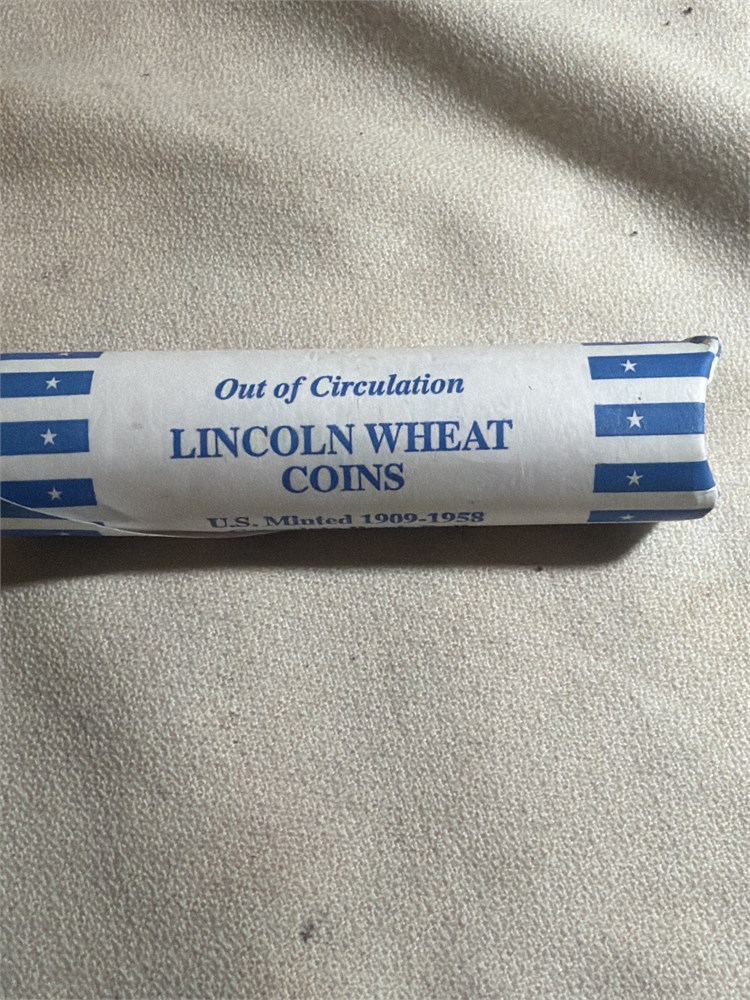 Out of Circulation
LINCOLN WHEAT
COINS
U.S. Minted 1909-1958